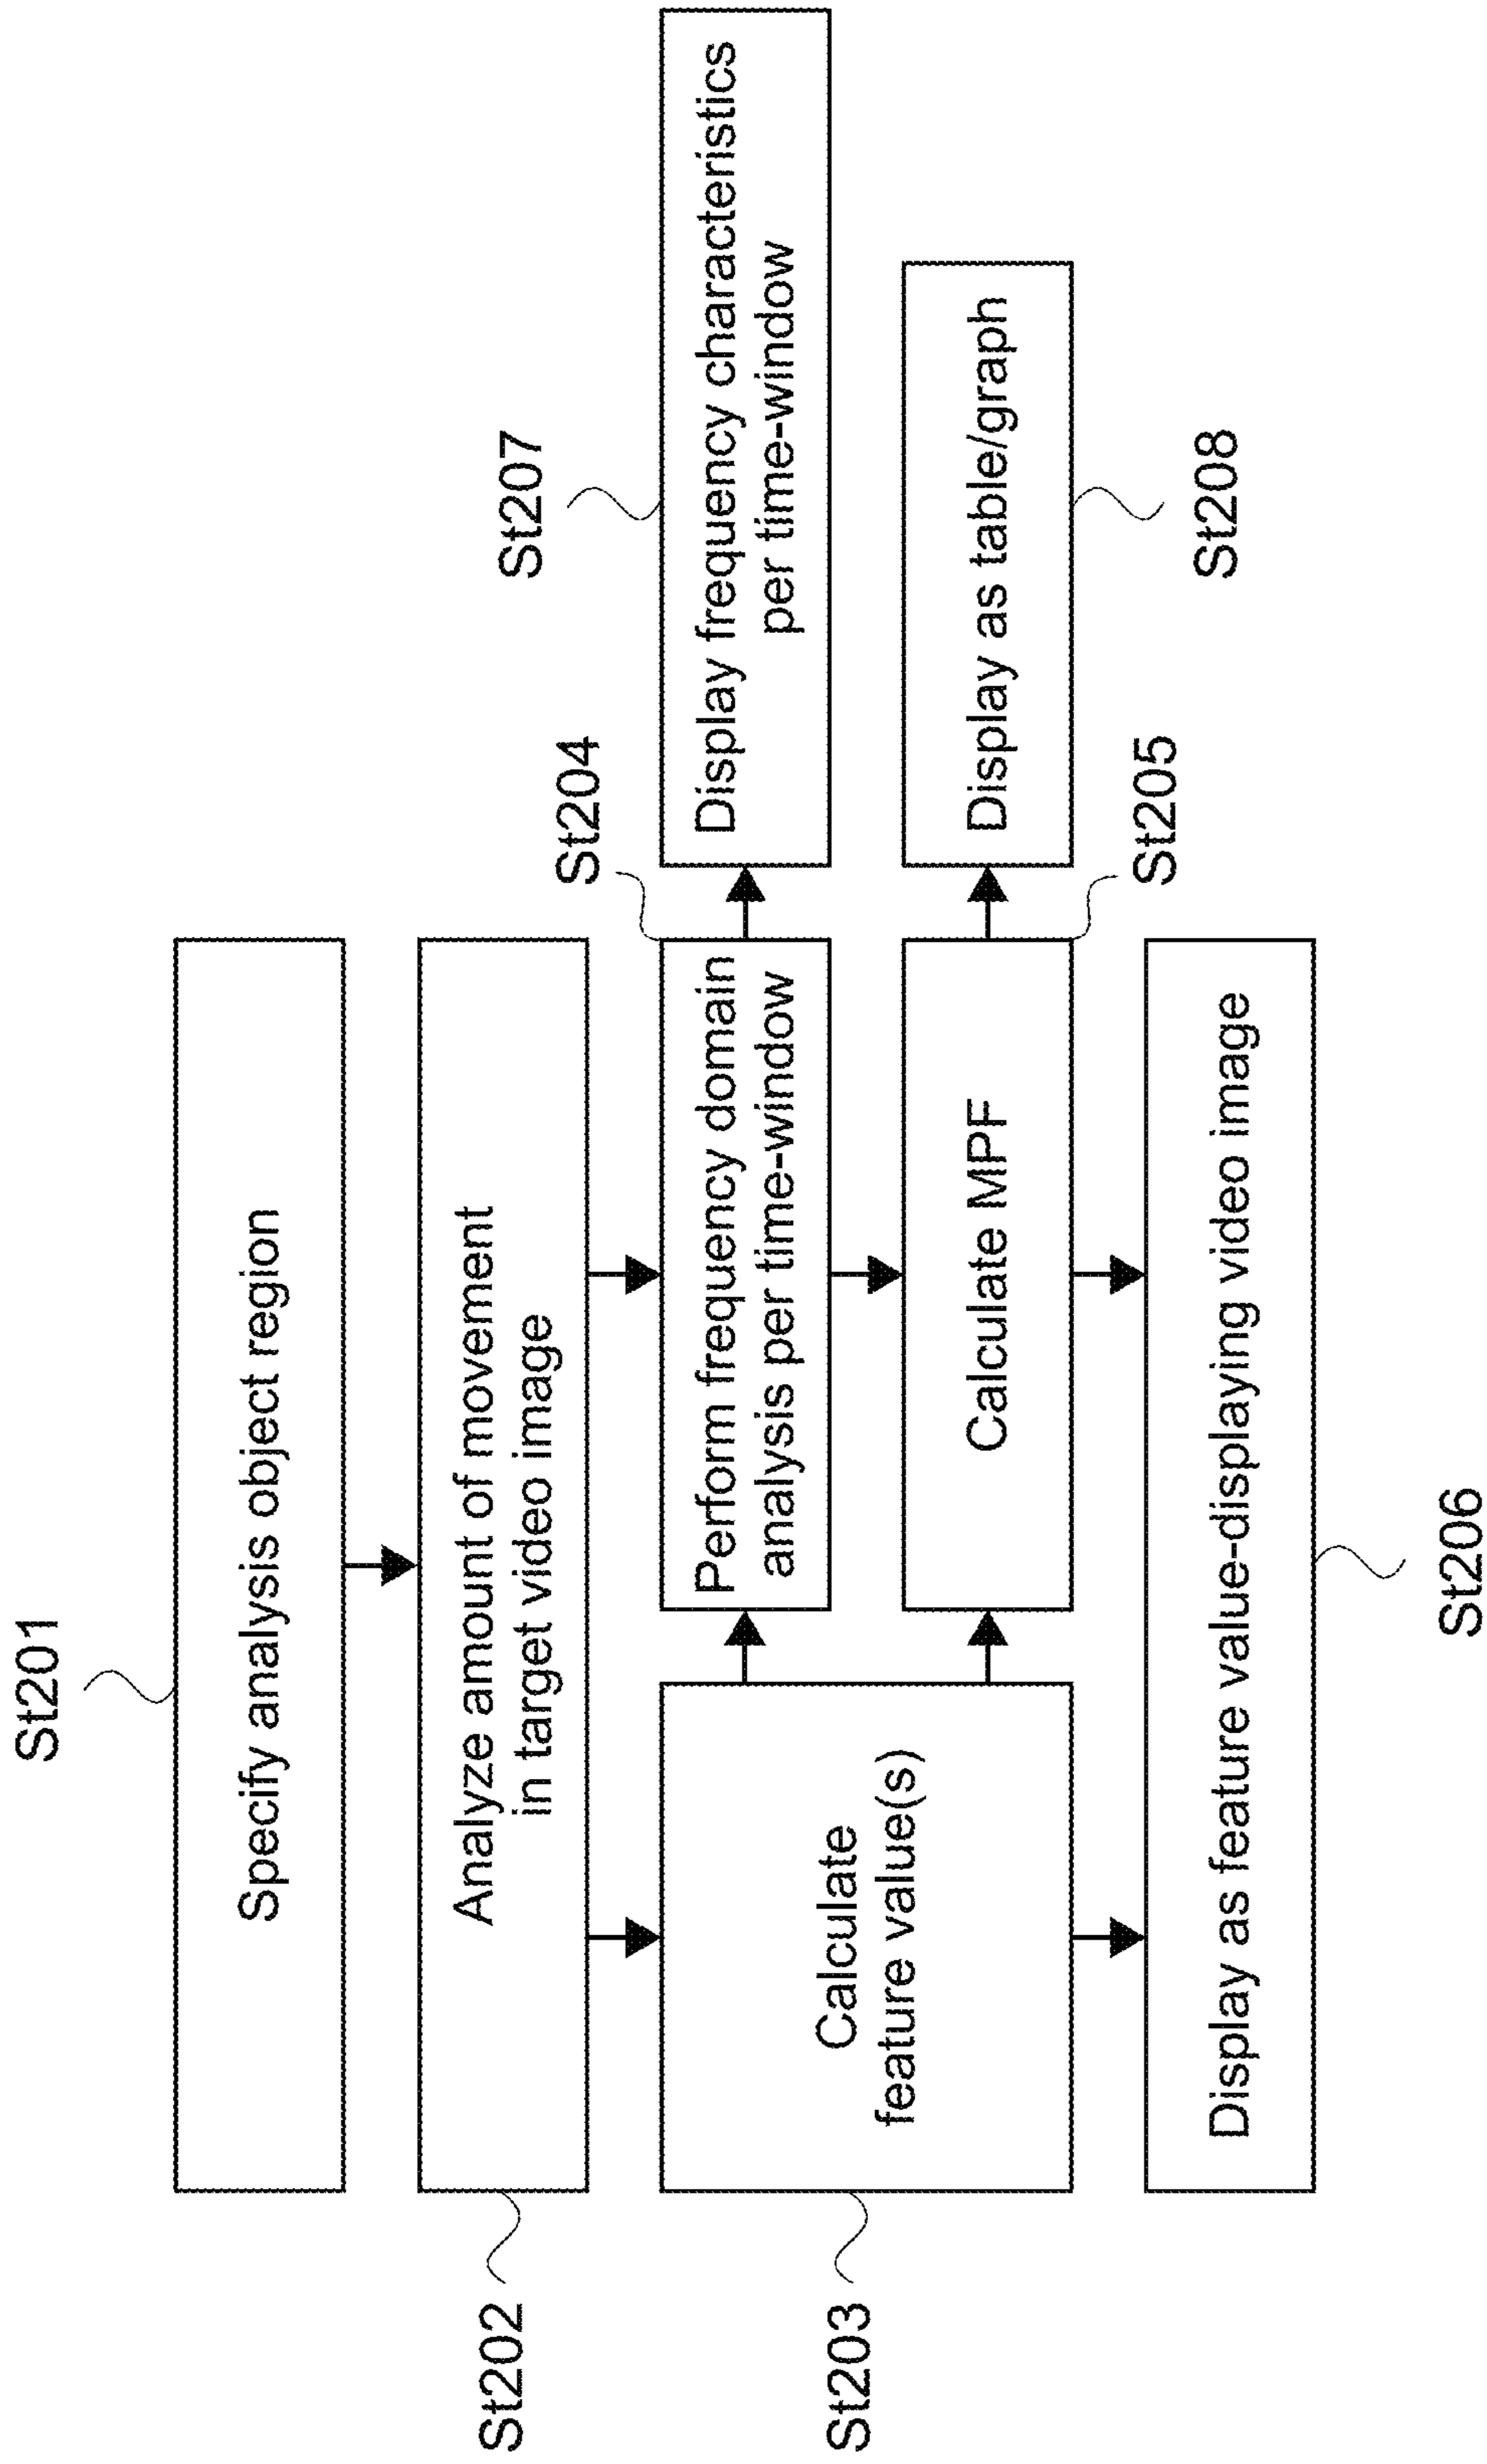 St201
Specify analysis object region
St202
Analyze amount of movement
in target video image
St203
Calculate
feature value(s)
St204
Perform frequency domain
analysis per time-window
St207
Display frequency characteristics
per time-window
St205
Calculate MPF
St208
Display as table/graph
St206
Display as feature value-displaying video image